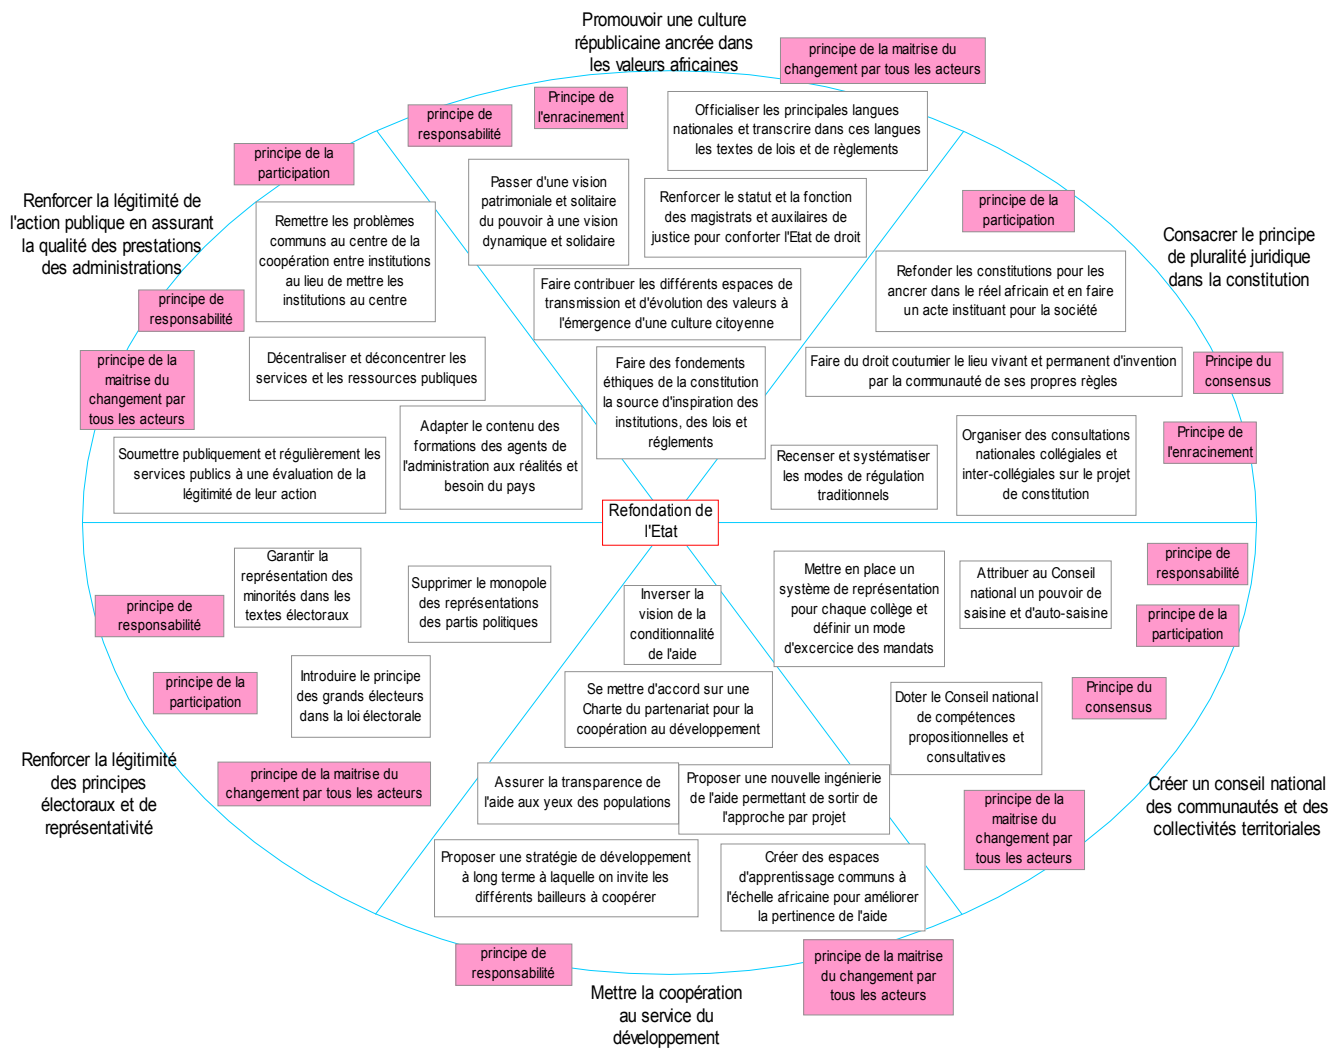 Promouvoir une culture
républicaine ancrée dans
les valeurs africaines
principe de la maitrise du
changement par tous les acteurs
Principe de
l'enracinement
principe de
responsabilité
Officialiser les principales langues
nationales et transcrire dans ces langues
les textes de lois et de règlements
Passer d'une vision
patrimoniale et solitaire
du pouvoir à une vision
dynamique et solidaire
Renforcer le statut et la fonction
des magistrats et auxilaires de
justice pour conforter l'Etat de droit
Faire contribuer les différents espaces de
transmission et d'évolution des valeurs à
l'émergence d'une culture citoyenne
Faire des fondements
éthiques de la constitution
la source d'inspiration des
institutions, des lois et
réglements
principe de la
participation
Renforcer la légitimité de
l'action publique en assurant
la qualité des prestations
des administrations
Remettre les problèmes
communs au centre de la
coopération entre institutions
au lieu de mettre les
institutions au centre
principe de
responsabilité
principe de la
maitrise du
changement par
tous les acteurs
Décentraliser et déconcentrer les
services et les ressources publiques
Adapter le contenu des
formations des agents de
l'administration aux réalités et
besoin du pays
Soumettre publiquement et régulièrement les
services publics à une évaluation de la
légitimité de leur action
principe de la
participation
Consacrer le principe
de pluralité juridique
dans la constitution
Refonder les constitutions pour les
ancrer dans le réel africain et en faire
un acte instituant pour la société
Faire du droit coutumier le lieu vivant et permanent d'invention
par la communauté de ses propres règles
Principe du
consensus
Principe de
l'enracinement
Recenser et systématiser
les modes de régulation
traditionnels
Organiser des consultations
nationales collégiales et
inter-collégiales sur le projet
de constitution
Refondation de
l'Etat
Garantir la
représentation des
minorités dans les
textes électoraux
Supprimer le monopole
des représentations
des partis politiques
principe de
responsabilité
principe de la
participation
Introduire le principe
des grands électeurs
dans la loi électorale
Renforcer la légitimité
des principes
électoraux et de
représentativité
principe de la maitrise du
changement par tous les acteurs
Inverser la
vision de la
conditionnalité
de l'aide
Se mettre d'accord sur une
Charte du partenariat pour la
coopération au développement
Assurer la transparence de
l'aide aux yeux des populations
Proposer une nouvelle ingénierie
de l'aide permettant de sortir de
l'approche par projet
Proposer une stratégie de développement
à long terme à laquelle on invite les
différents bailleurs à coopérer
Créer des espaces
d'apprentissage communs à
l'échelle africaine pour améliorer
la pertinence de l'aide
principe de
responsabilité
principe de la maitrise
du changement par
tous les acteurs
Mettre la coopération
au service du
développement
Mettre en place un
système de représentation
pour chaque collège et
définir un mode
d'excercice des mandats
Attribuer au Conseil
national un pouvoir de
saisine et d'auto-saisine
principe de
responsabilité
principe de la
participation
Principe du
consensus
Doter le Conseil national
de compétences
propositionnelles et
consultatives
principe de la
maitrise du
changement par
tous les acteurs
Créer un conseil national
des communautés et des
collectivités territoriales